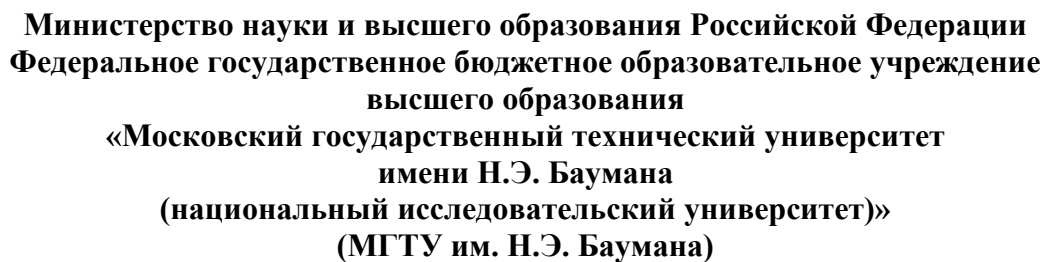 Министерство науки и высшего образования Российской Федерации
Федеральное государственное бюджетное образовательное учреждение
высшего образования
«Московский государственный технический университет
имени Н.Э. Баумана
(национальный исследовательский университет)»
(МГТУ им. Н.Э. Баумана)